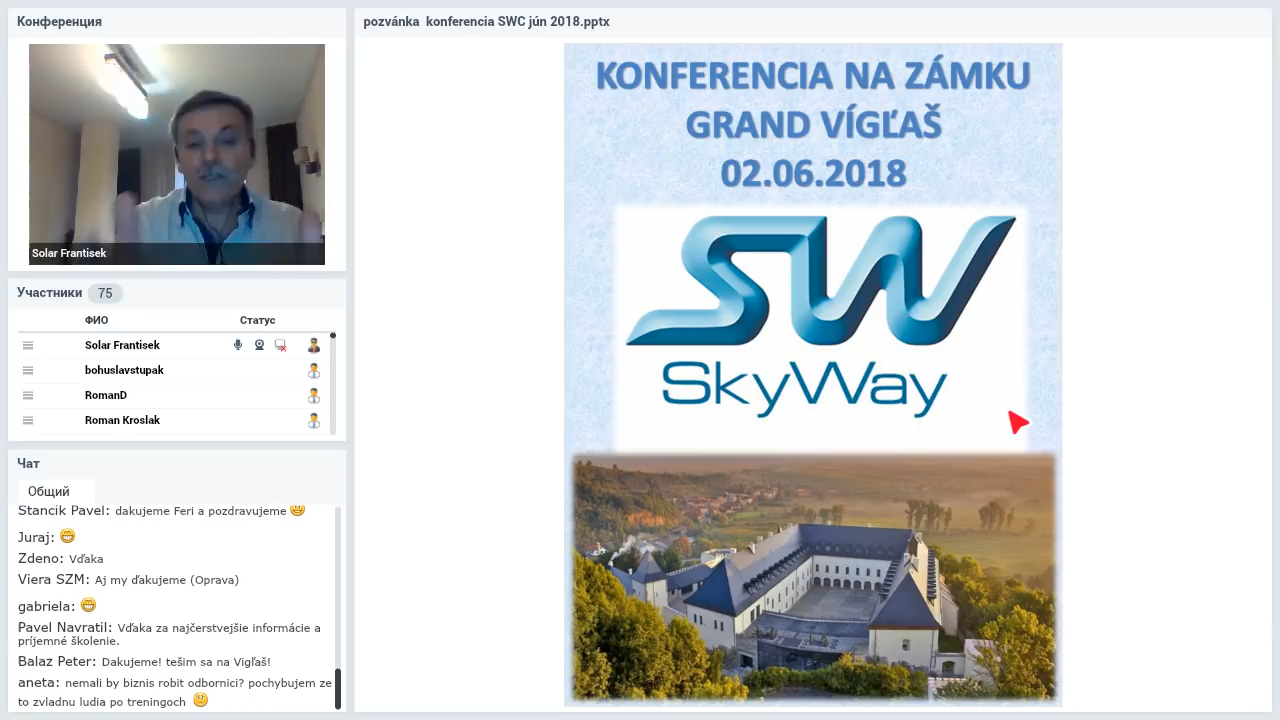 Конференция
Solar Frantisek
Участники 75
ФИО Статус
Solar Frantisek
bohuslavstupak
RomanD
Roman Kroslak
Чат
Общий
Stancik Pavel: dakujeme Feri a pozdravujeme
Juraj:
Zdeno: Vďaka
Viera SZM: Aj my ďakujeme (Oprava)
gabriela:
Pavel Navratil: Vďaka za najčerstvejšie informácie a
príjemné školenie.
Balaz Peter: Dakujeme! tešim sa na Vigľaš!
aneta: nemali by biznis robit odbornici? pochybujem ze
to zvladnu ludia po treningoch
pozvánka konferencia SWC jún 2018.pptx
KONFERENCIA NA ZÁMKU
GRAND VÍGĽAŠ
02.06.2018
SW
SkyWay